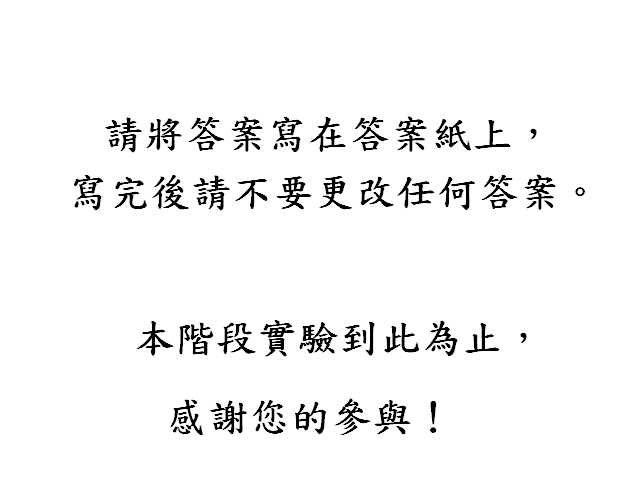 請將答案寫在答案紙上，
寫完後請不要更改任何答案。
本階段實驗到此為止，
感謝您的參與！